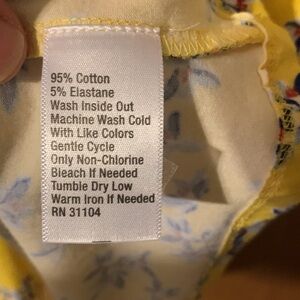 95% Cotton
5% Elastane
Wash Inside Out
Machine Wash Cold
With Like Colors
Gentle Cycle
Only Non-Chlorine
Bleach If Needed
Tumble Dry Low
Warm Iron If Needed
RN 31104